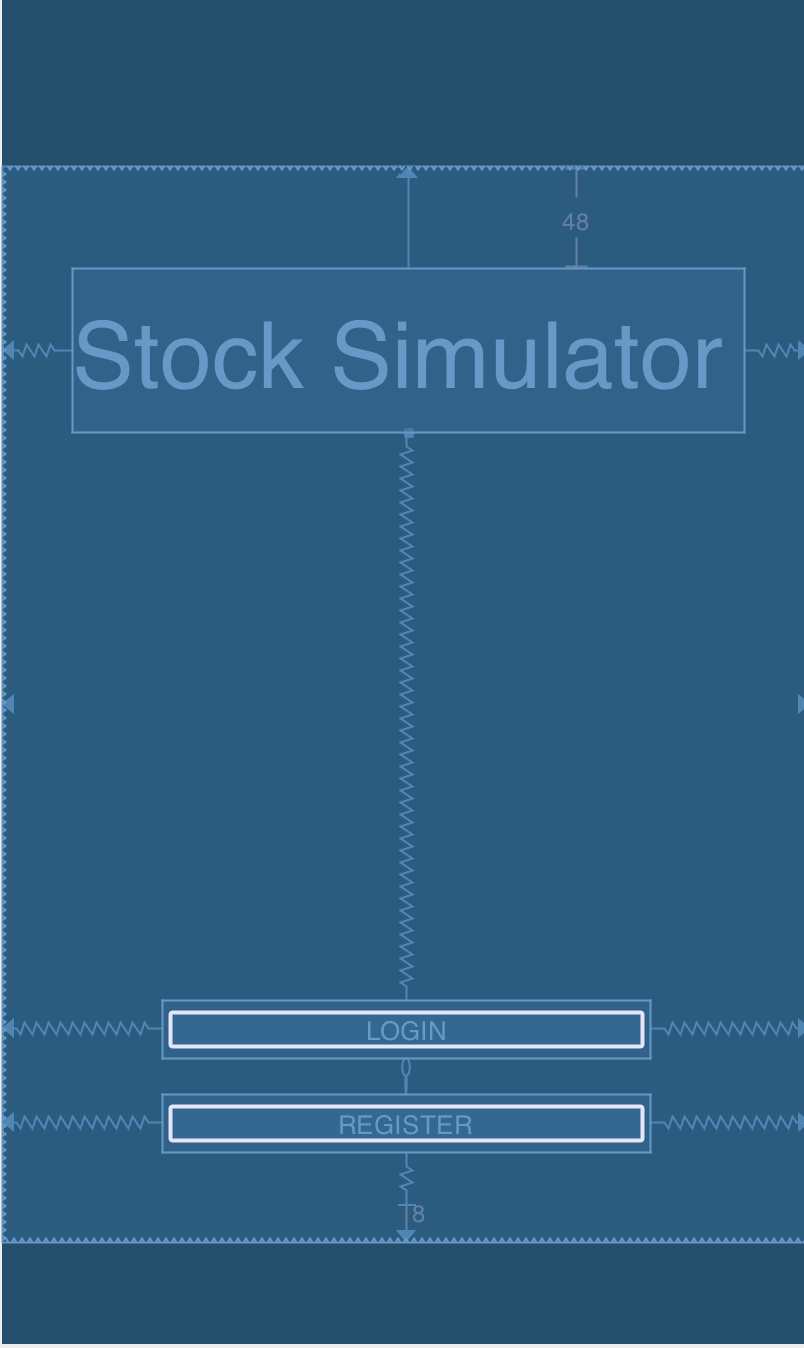 48
Stock Simulator
LOGIN
0
REGISTER
8